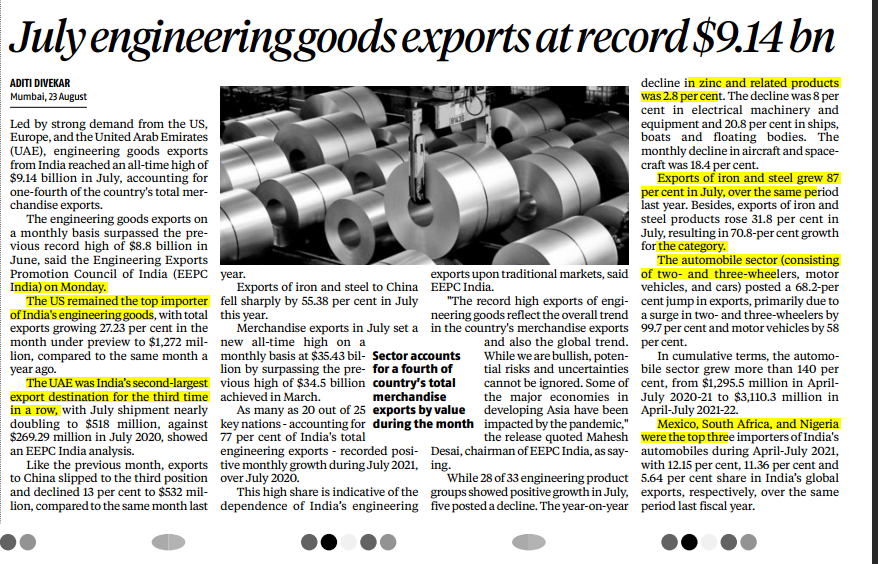 July engineering goods exports at record $9.14 bn
ADITI DIVEKAR
Mumbai, 23 August
Led by strong demand from the US,
Europe, and the United Arab Emirates
(UAE), engineering goods exports
from India reached an all-time high of
$9.14 billion in July, accounting for
one-fourth of the country's total mer-
chandise exports.
The engineering goods exports on
a monthly basis surpassed the pre-
vious record high of $8.8 billion in
June, said the Engineering Exports
Promotion Council of India (EEPC
India) on Monday.
The US remained the top importer
of India's engineering goods, with total
exports growing 27.23 per cent in the
month under preview to $1,272 mil-
lion, compared to the same month a
year ago.
The UAE was India's second-largest
export destination for the third time
in a row, with July shipment nearly
doubling to $518 million, against
$269.29 million in July 2020, showed
an EEPC India analysis.
Like the previous month, exports
to China slipped to the third position
and declined 13 per cent to $532 mil-
lion, compared to the same month last
year.
Exports of iron and steel to China
fell sharply by 55.38 per cent in July
this year.
Merchandise exports in July set a
new all-time high on a
monthly basis at $35.43 bil-
lion by surpassing the pre-
vious high of $34.5 billion
achieved in March.
As many as 20 out of 25
key nations - accounting for
77 per cent of India's total
engineering exports - recorded posi-
tive monthly growth during July 2021,
over July 2020.
This high share is indicative of the
dependence of India's engineering
Sector accounts
for a fourth of
country's total
merchandise
exports by value
during the month
exports upon traditional markets, said
EEPC India.
"The record high exports of engi-
neering goods reflect the overall trend
in the country's merchandise exports
and also the global trend.
While we are bullish, poten-
tial risks and uncertainties
cannot be ignored. Some of
the major economies in
developing Asia have been
impacted by the pandemic,"
the release quoted Mahesh
Desai, chairman of EEPC India, as say-
ing.
While 28 of 33 engineering product
groups showed positive growth in July,
five posted a decline. The year-on-year
decline in zinc and related products
was 2.8 per cent. The decline was 8 per
cent in electrical machinery and
equipment and 20.8 per cent in ships,
boats and floating bodies. The
monthly decline in aircraft and space-
craft was 18.4 per cent.
Exports of iron and steel grew 87
per cent in July, over the same period
last year. Besides, exports of iron and
steel products rose 31.8 per cent in
July, resulting in 70.8-per cent growth
for the category.
The automobile sector (consisting
of two- and three-wheelers, motor
vehicles, and cars) posted a 68.2-per
cent jump in exports, primarily due to
a surge in two- and three-wheelers by
99.7 per cent and motor vehicles by 58
per cent.
In cumulative terms, the automo-
bile sector grew more than 140 per
cent, from $1,295.5 million in April-
July 2020-21 to $3,110.3 million in
April-July 2021-22.
Mexico, South Africa, and Nigeria
were the top three importers of India's
automobiles during April-July 2021,
with 12.15 per cent, 11.36 per cent and
5.64 per cent share in India's global
exports, respectively, over the same
period last fiscal year.